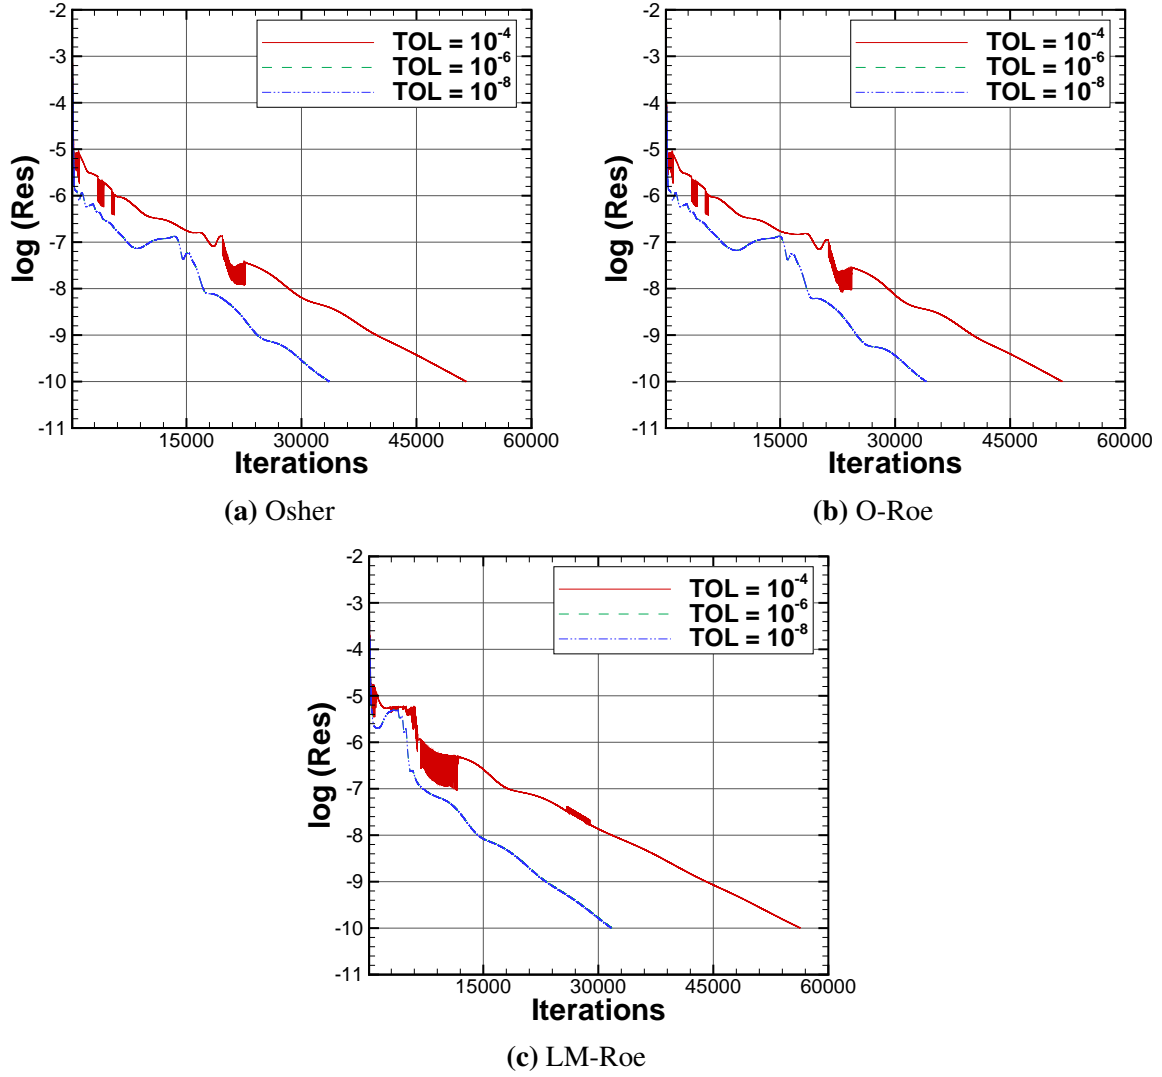 -2
-3
-4
-5
-6
-7
-8
-9
-10
-11
log (Res)
TOL = 10^-4
TOL = 10^-6
TOL = 10^-8
15000 30000 45000 60000
Iterations
(a) Osher
-2
-3
-4
-5
-6
-7
-8
-9
-10
-11
log (Res)
TOL = 10^-4
TOL = 10^-6
TOL = 10^-8
15000 30000 45000 60000
Iterations
(b) O-Roe
-2
-3
-4
-5
-6
-7
-8
-9
-10
-11
log (Res)
TOL = 10^-4
TOL = 10^-6
TOL = 10^-8
15000 30000 45000 60000
Iterations
(c) LM-Roe